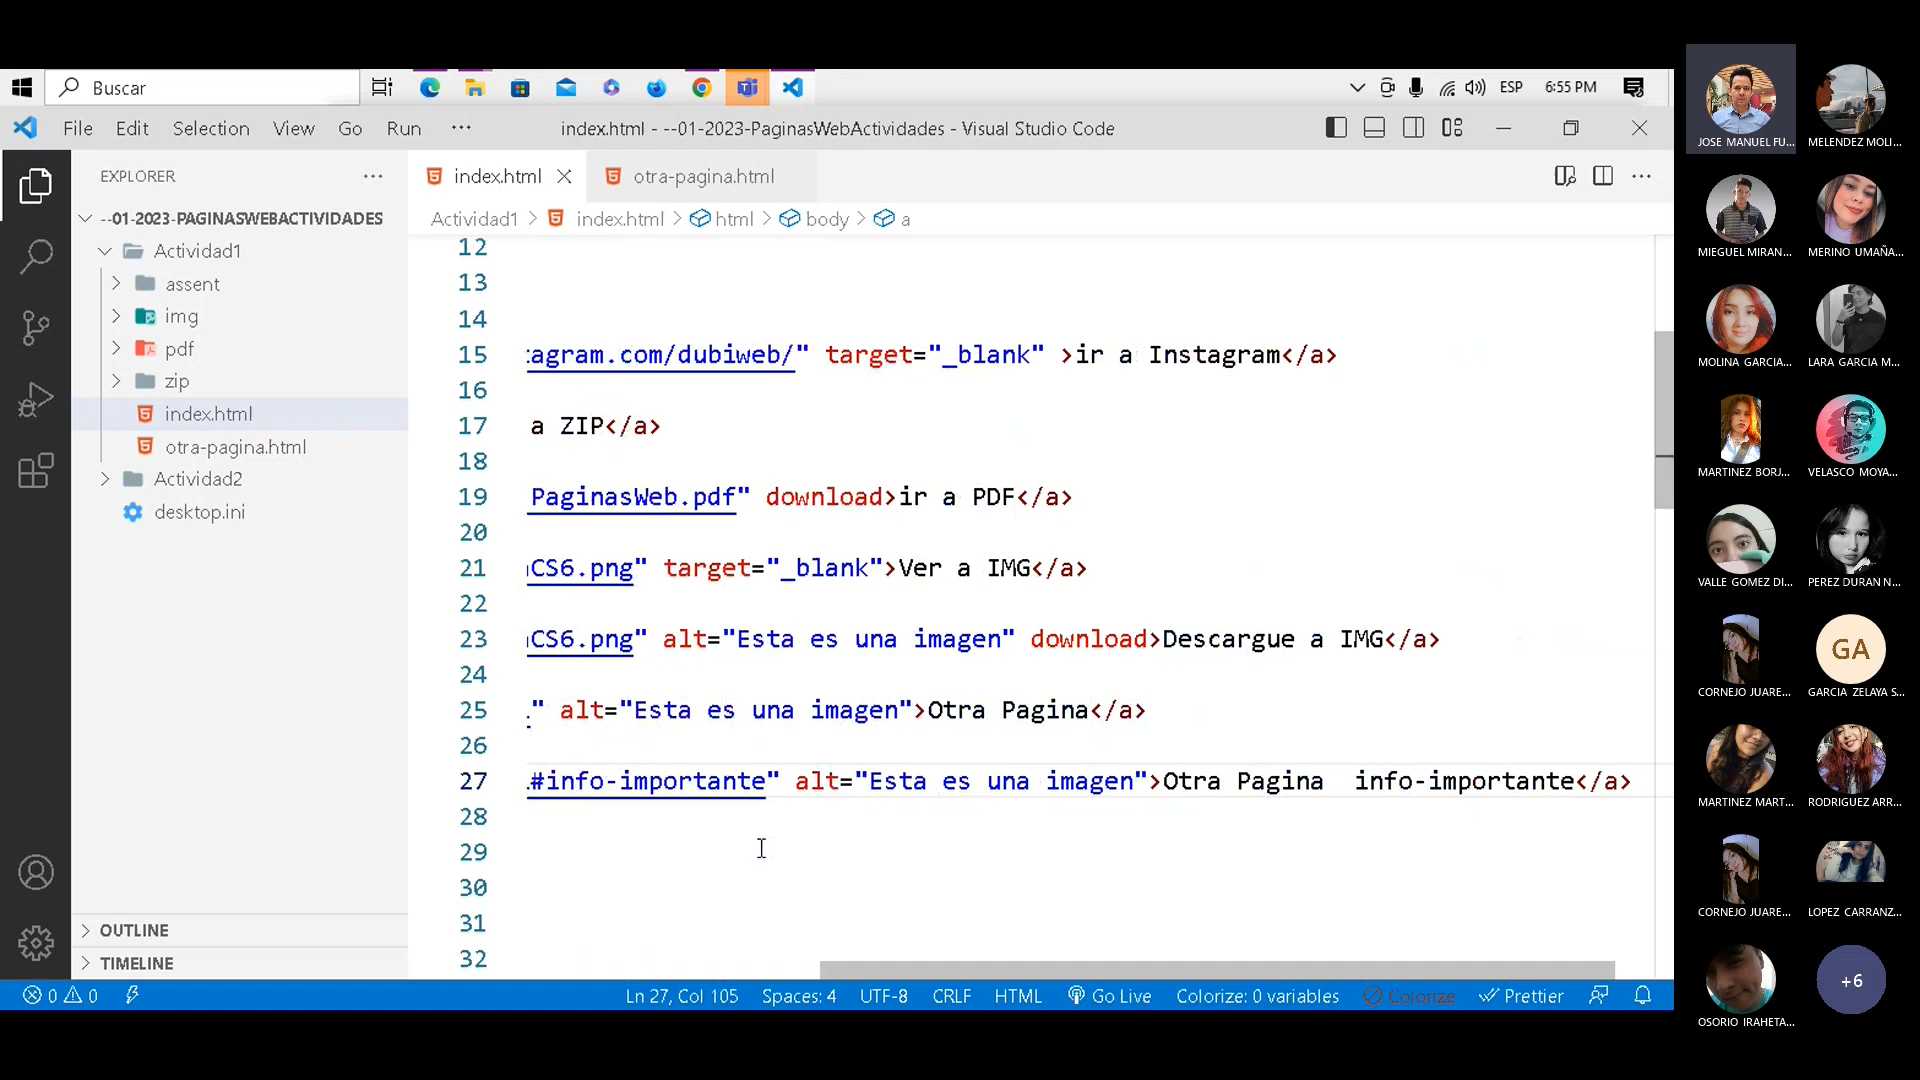 Buscar
ESP
6:55 PM
File Edit Selection View Go Run ···
index.html - --01-2023-PaginasWebActividades - Visual Studio Code
EXPLORER
--01-2023-PAGINASWEBACTIVIDADES
Actividad1
assent
img
pdf
zip
index.html
otra-pagina.html
Actividad2
desktop.ini
OUTLINE
TIMELINE
index.html
otra-pagina.html
Actividad1 > index.html > html > body > a
12
13
14
15 agram.com/dubiweb/" target="_blank" >ir a Instagram</a>
16
17 a ZIP</a>
18
19 PaginasWeb.pdf" download>ir a PDF</a>
20
21 CS6.png" target="_blank">Ver a IMG</a>
22
23 CS6.png" alt="Esta es una imagen" download>Descargue a IMG</a>
24
25 " alt="Esta es una imagen">Otra Pagina</a>
26
27 #info-importante" alt="Esta es una imagen">Otra Pagina  info-importante</a>
28
29
30
31
32
0 0
Ln 27, Col 105
Spaces: 4
UTF-8
CRLF
HTML
Go Live
Colorize: 0 variables
Colorize
Prettier
JOSE MANUEL FU...
MELENDEZ MOLI...
MIEGUEL MIRAN...
MERINO UMAÑA...
MOLINA GARCIA...
LARA GARCIA M...
MARTINEZ BORJ...
VELASCO MOYA...
VALLE GOMEZ DI...
PEREZ DURAN N...
CORNEJO JUARE...
GA
GARCIA ZELAYA S...
MARTINEZ MART...
RODRIGUEZ ARR...
CORNEJO JUARE...
LOPEZ CARRANZ...
OSORIO IRAHETA...
+6